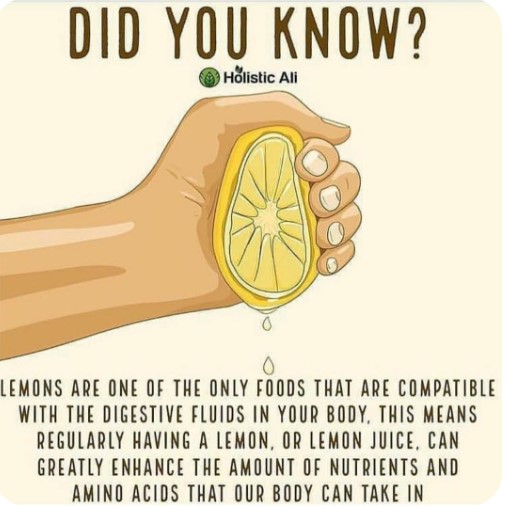 DID YOU KNOW?
Holistic Ali
LEMONS ARE ONE OF THE ONLY FOODS THAT ARE COMPATIBLE
WITH THE DIGESTIVE FLUIDS IN YOUR BODY, THIS MEANS
REGULARLY HAVING A LEMON, OR LEMON JUICE, CAN
GREATLY ENHANCE THE AMOUNT OF NUTRIENTS AND
AMINO ACIDS THAT OUR BODY CAN TAKE IN